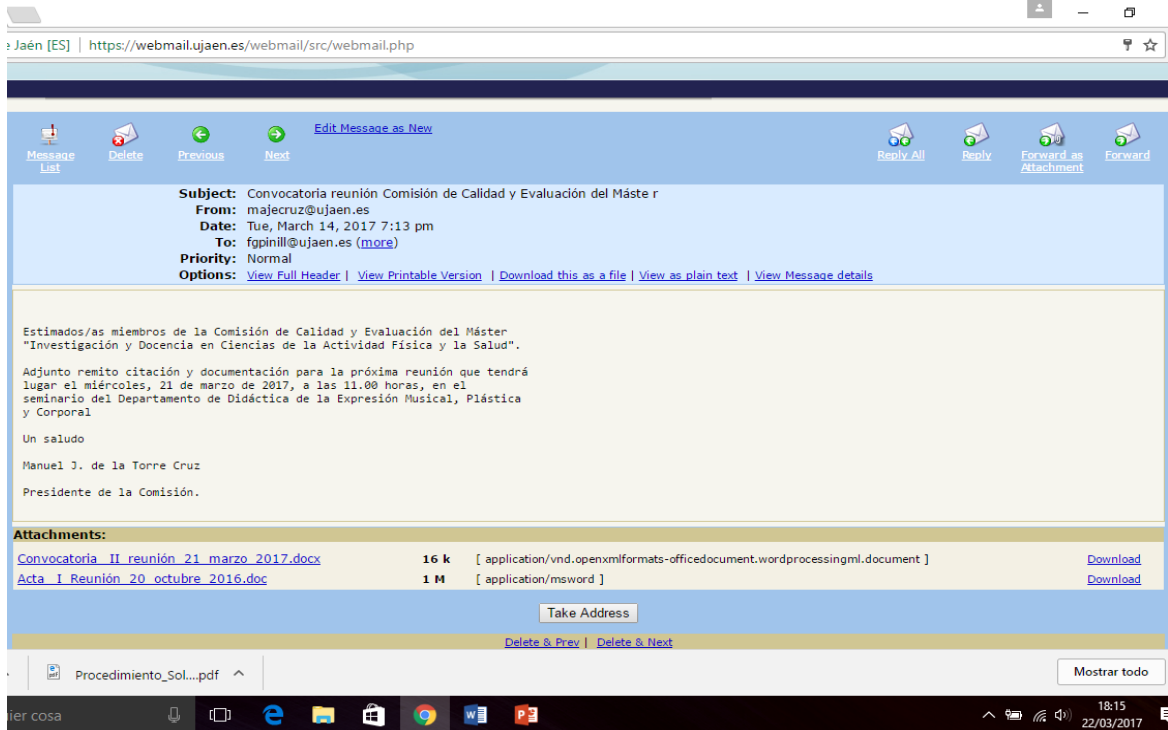 e Jaén [ES] | https://webmail.ujaen.es/webmail/src/webmail.php
Message List Delete Previous Next Edit Message as New Reply All Reply Forward as Attachment Forward
Subject: Convocatoria reunión Comisión de Calidad y Evaluación del Máste r
From: majecruz@ujaen.es
Date: Tue, March 14, 2017 7:13 pm
To: fgpinill@ujaen.es (more)
Priority: Normal
Options: View Full Header | View Printable Version | Download this as a file | View as plain text | View Message details
Estimados/as miembros de la Comisión de Calidad y Evaluación del Máster
"Investigación y Docencia en Ciencias de la Actividad Física y la Salud".
Adjunto remito citación y documentación para la próxima reunión que tendrá
lugar el miércoles, 21 de marzo de 2017, a las 11.00 horas, en el
seminario del Departamento de Didáctica de la Expresión Musical, Plástica
y Corporal
Un saludo
Manuel J. de la Torre Cruz
Presidente de la Comisión.
Attachments:
Convocatoria_II_reunión_21_marzo_2017.docx 16 k [ application/vnd.openxmlformats-officedocument.wordprocessingml.document ] Download
Acta_I_Reunión_20_octubre_2016.doc 1 M [ application/msword ] Download
Take Address
Delete & Prev | Delete & Next
Procedimiento_Sol....pdf Mostrar todo
ier cosa 18:15
22/03/2017